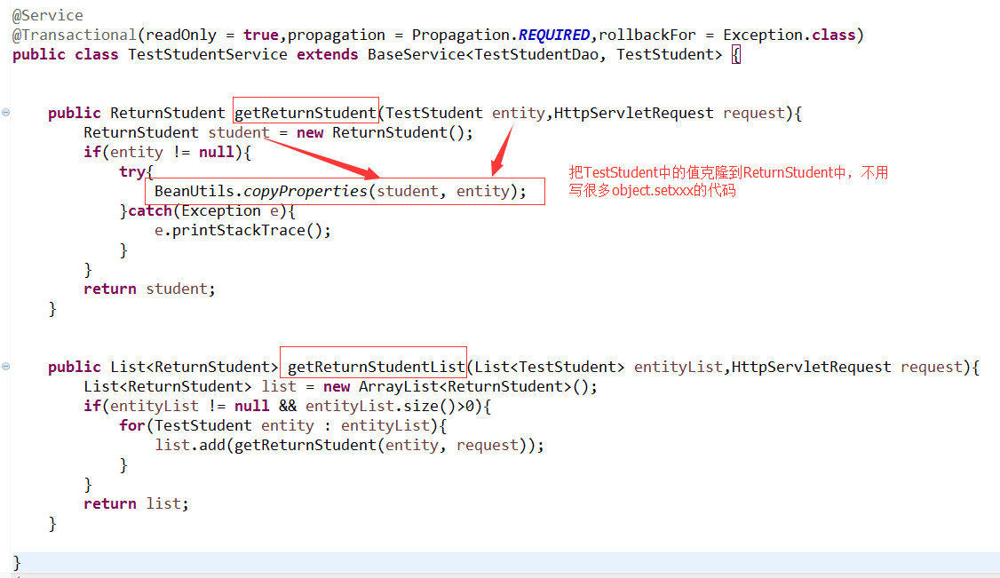 @Service
@Transactional(readOnly = true,propagation = Propagation.REQUIRED,rollbackFor = Exception.class)
public class TestStudentService extends BaseService<TestStudentDao, TestStudent> {
public ReturnStudent getReturnStudent(TestStudent entity,HttpServletRequest request){
ReturnStudent student = new ReturnStudent();
if(entity != null){
try{
BeanUtils.copyProperties(student, entity);
}catch(Exception e){
e.printStackTrace();
}
}
return student;
}
把TestStudent中的值克隆到ReturnStudent中，不用
写很多object.setxxx的代码
public List<ReturnStudent> getReturnStudentList(List<TestStudent> entityList,HttpServletRequest request){
List<ReturnStudent> list = new ArrayList<ReturnStudent>();
if(entityList != null && entityList.size()>0){
for(TestStudent entity : entityList){
list.add(getReturnStudent(entity, request));
}
}
return list;
}
}